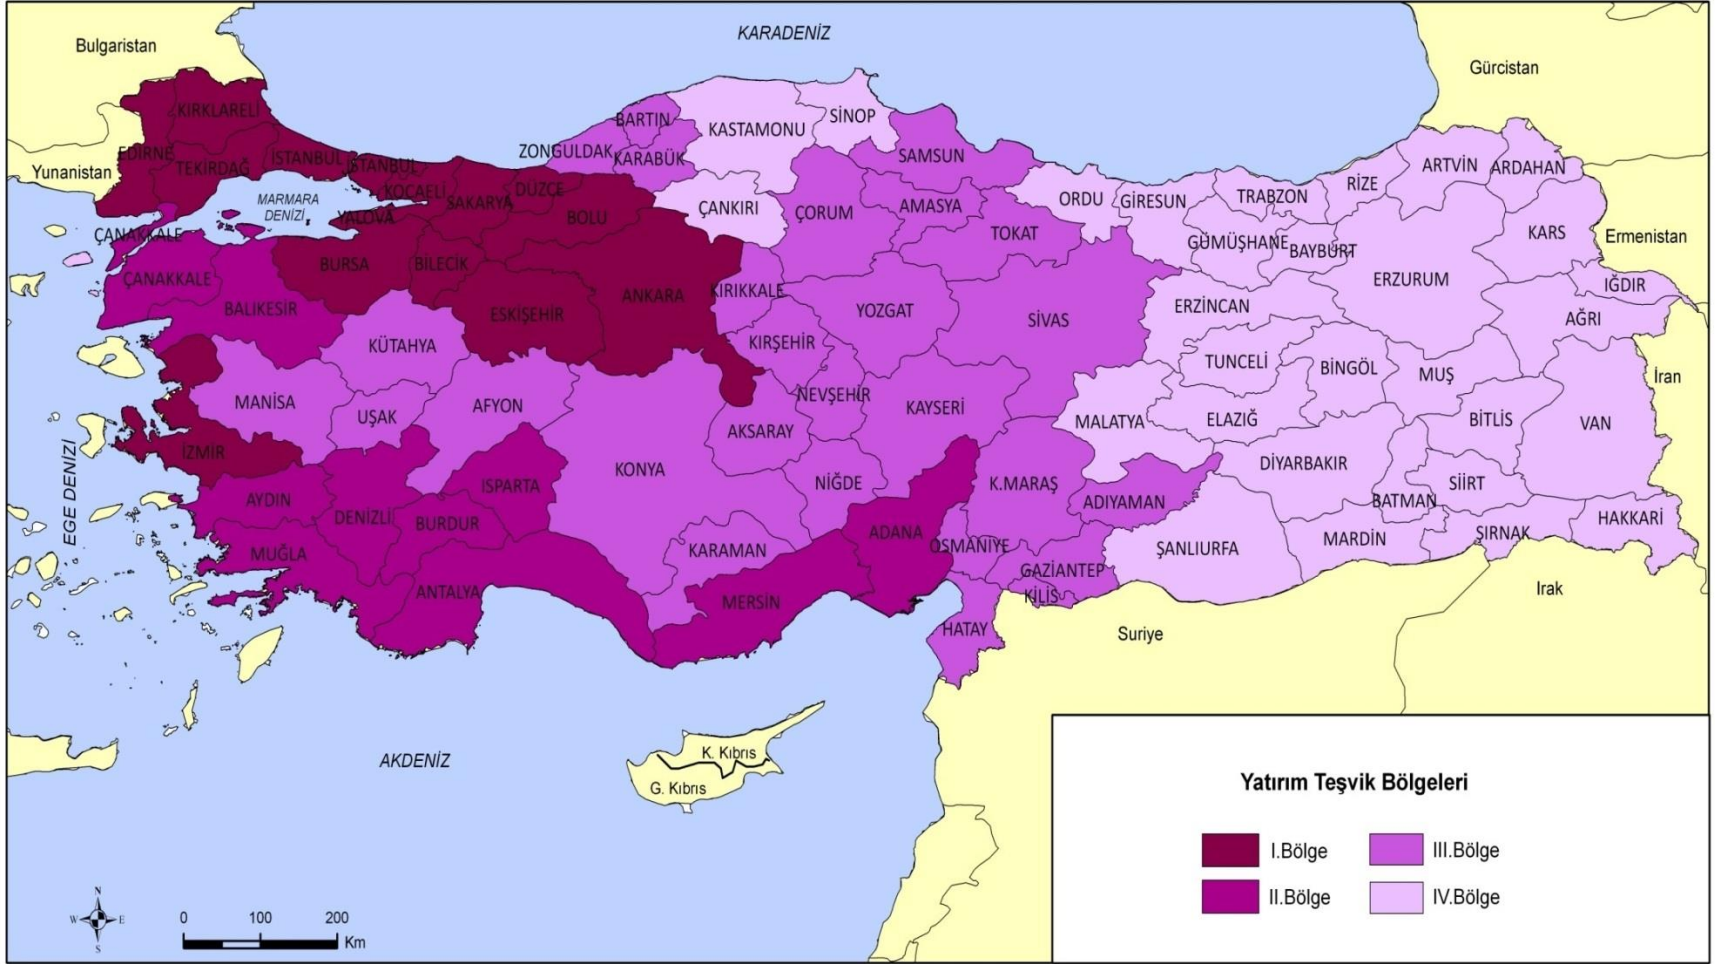 KARADENİZ
Bulgaristan
Gürcistan
KIRKLARELİ
SİNOP
BARTIN
KASTAMONU
EDİRNE
TEKİRDAĞ
İSTANBUL
İSTANBUL
ZONGULDAK
KARABÜK
SAMSUN
ARTVİN
ARDAHAN
Yunanistan
KOCAELİ
DÜZCE
RİZE
MARMARA
DENİZİ
YALOVA
SAKARYA
BOLU
ÇANKIRI
ÇORUM
AMASYA
ORDU
GİRESUN
TRABZON
ÇANAKKALE
TOKAT
GÜMÜŞHANE
BAYBURT
KARS
Ermenistan
ÇANAKKALE
BURSA
BİLECİK
ANKARA
KIRIKKALE
ERZURUM
IĞDIR
BALIKESİR
ESKİŞEHİR
YOZGAT
SİVAS
ERZİNCAN
AĞRI
KÜTAHYA
KIRŞEHİR
TUNCELİ
BİNGÖL
MUŞ
İran
MANİSA
UŞAK
AFYON
NEVŞEHİR
KAYSERİ
MALATYA
ELAZIĞ
BİTLİS
VAN
AKSARAY
İZMİR
EGE DENİZİ
KONYA
NİĞDE
K.MARAŞ
DİYARBAKIR
SİİRT
AYDIN
ISPARTA
ADIYAMAN
BATMAN
DENİZLİ
BURDUR
ADANA
HAKKARİ
MUĞLA
KARAMAN
OSMANİYE
ŞANLIURFA
MARDİN
ŞIRNAK
ANTALYA
MERSİN
GAZİANTEP
KİLİS
Irak
HATAY
Suriye
AKDENİZ
K. Kıbrıs
G. Kıbrıs
Yatırım Teşvik Bölgeleri
I.Bölge
III.Bölge
II.Bölge
IV.Bölge
N
W
E
S
0 100 200
Km